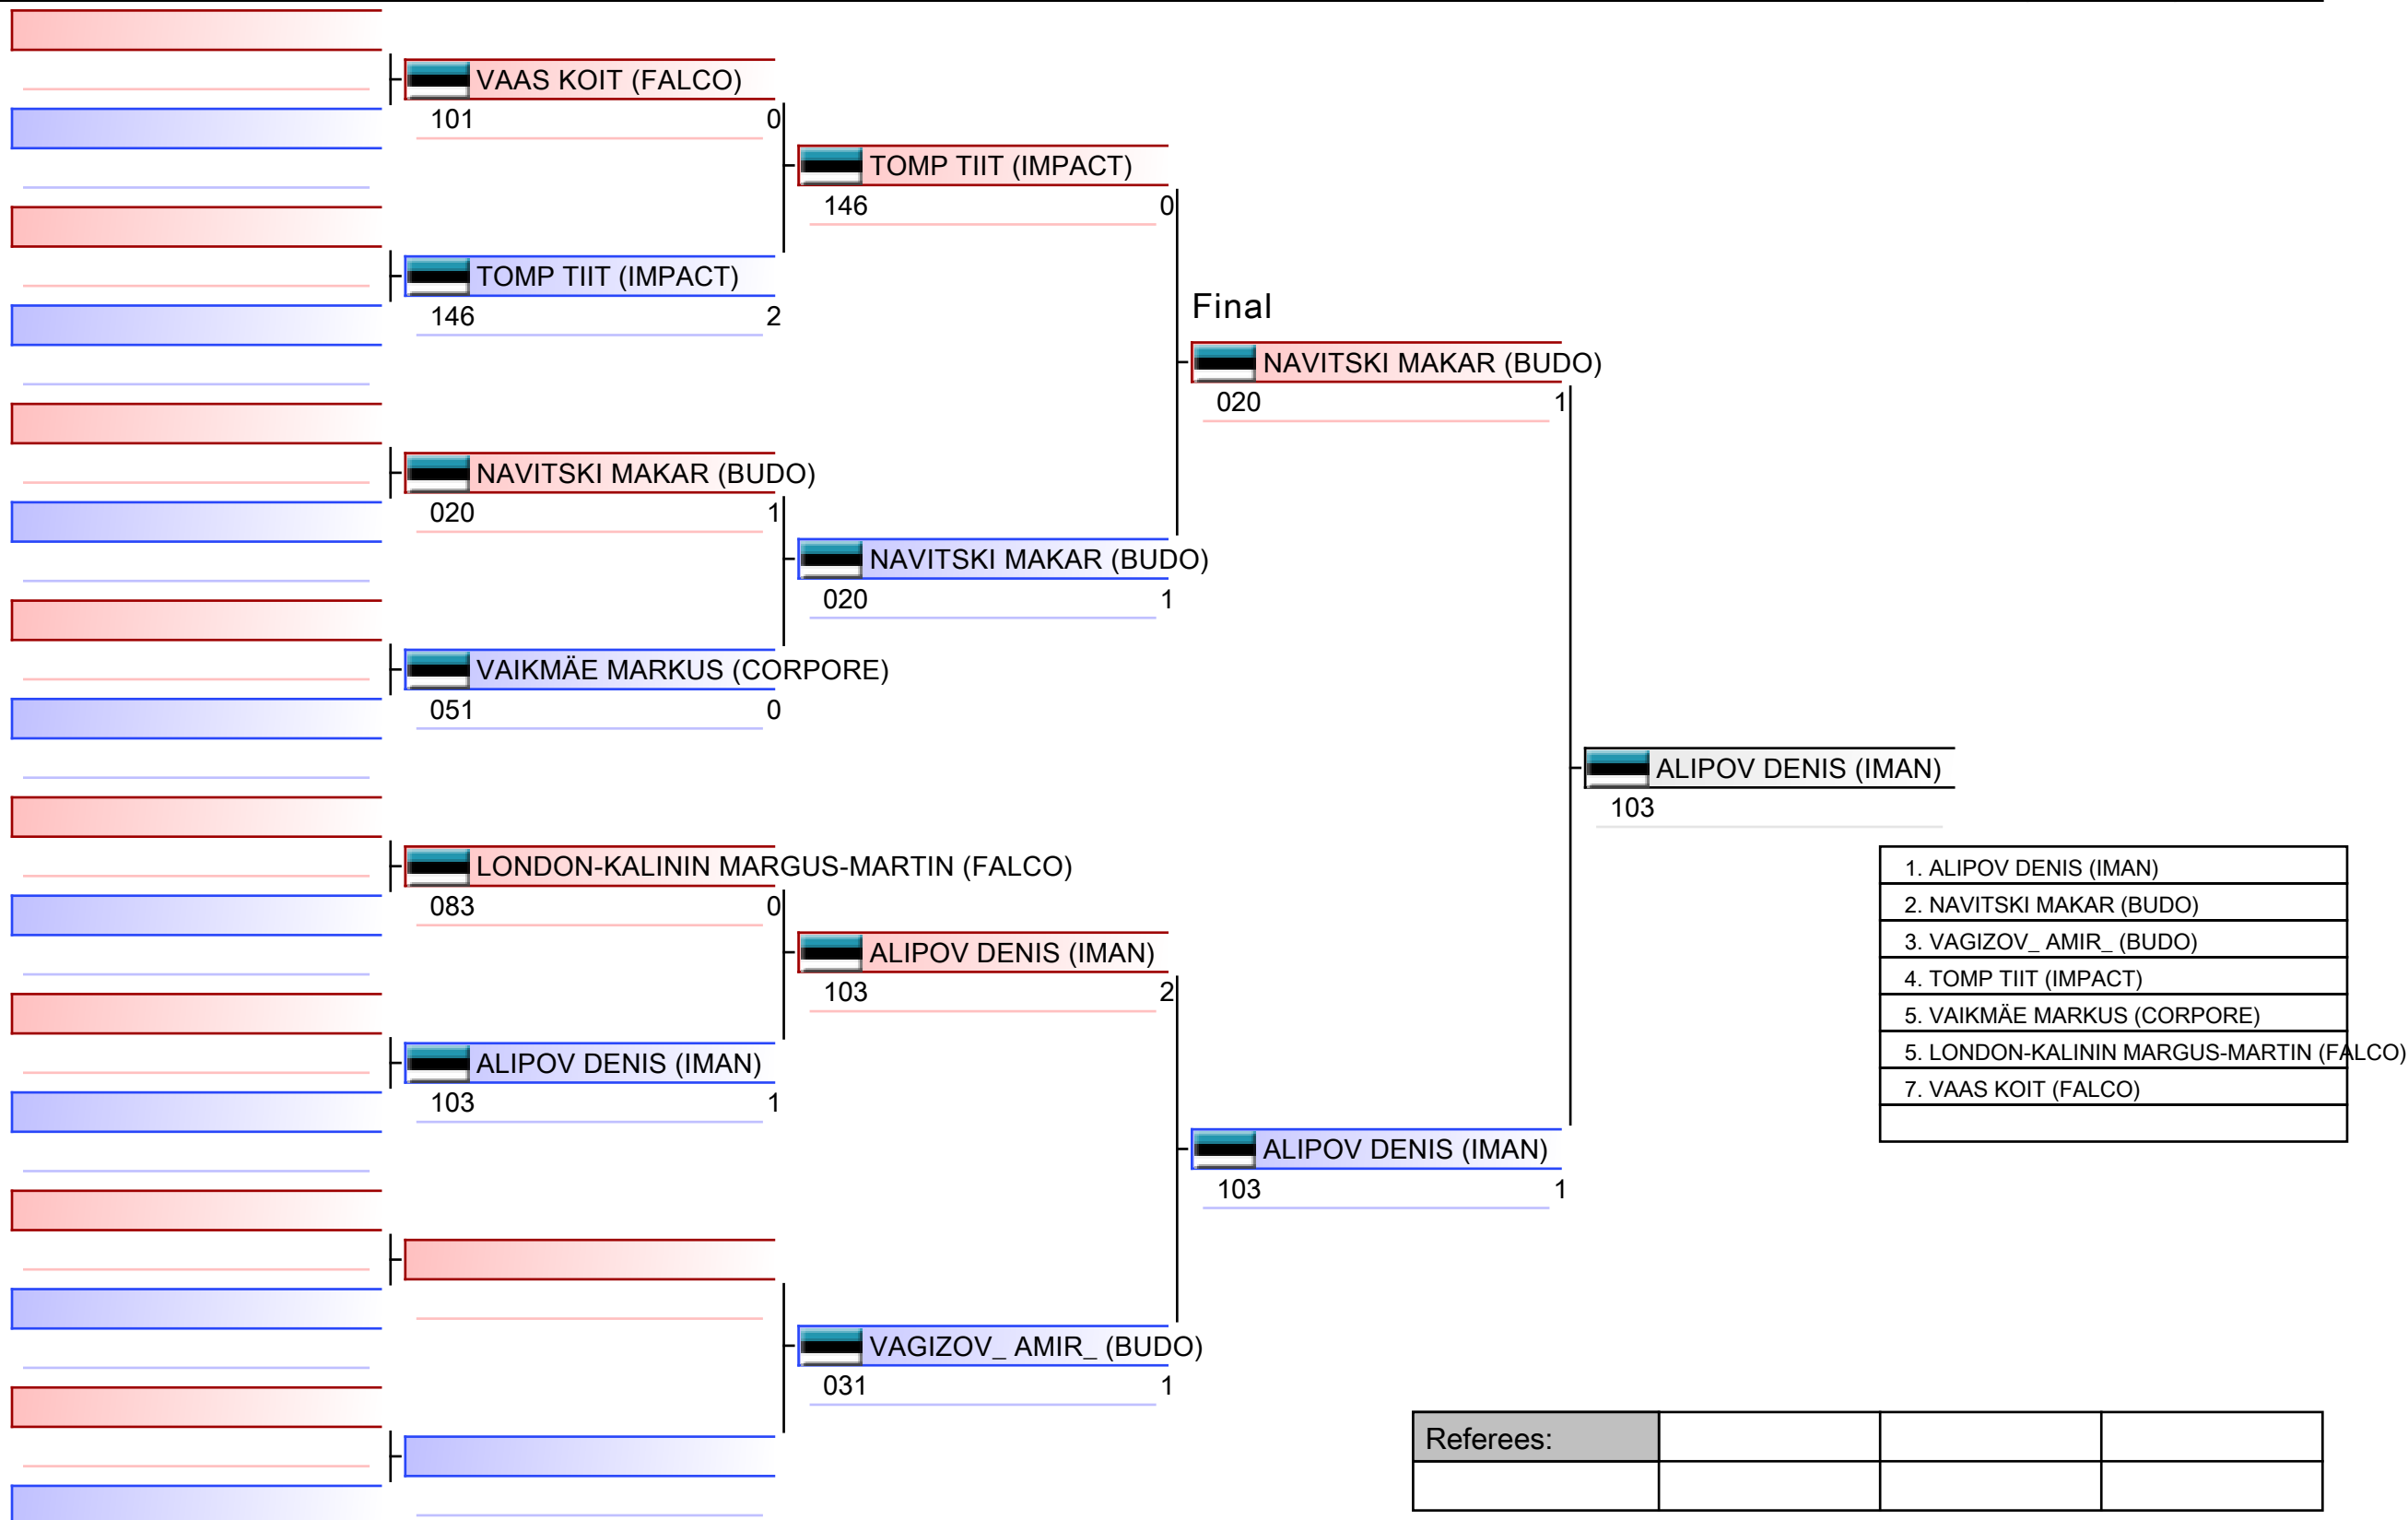 VAAS KOIT (FALCO)
101 0
TOMP TIIT (IMPACT)
146 0
TOMP TIIT (IMPACT)
146 2
Final
NAVITSKI MAKAR (BUDO)
020 1
NAVITSKI MAKAR (BUDO)
020 1
NAVITSKI MAKAR (BUDO)
020 1
VAIKMÄE MARKUS (CORPORE)
051 0
ALIPOV DENIS (IMAN)
103
LONDON-KALININ MARGUS-MARTIN (FALCO)
083 0
ALIPOV DENIS (IMAN)
103 2
ALIPOV DENIS (IMAN)
103 1
ALIPOV DENIS (IMAN)
103 1
VAGIZOV_ AMIR_ (BUDO)
031 1
1. ALIPOV DENIS (IMAN)
2. NAVITSKI MAKAR (BUDO)
3. VAGIZOV_ AMIR_ (BUDO)
4. TOMP TIIT (IMPACT)
5. VAIKMÄE MARKUS (CORPORE)
5. LONDON-KALININ MARGUS-MARTIN (FALCO)
7. VAAS KOIT (FALCO)
Referees: